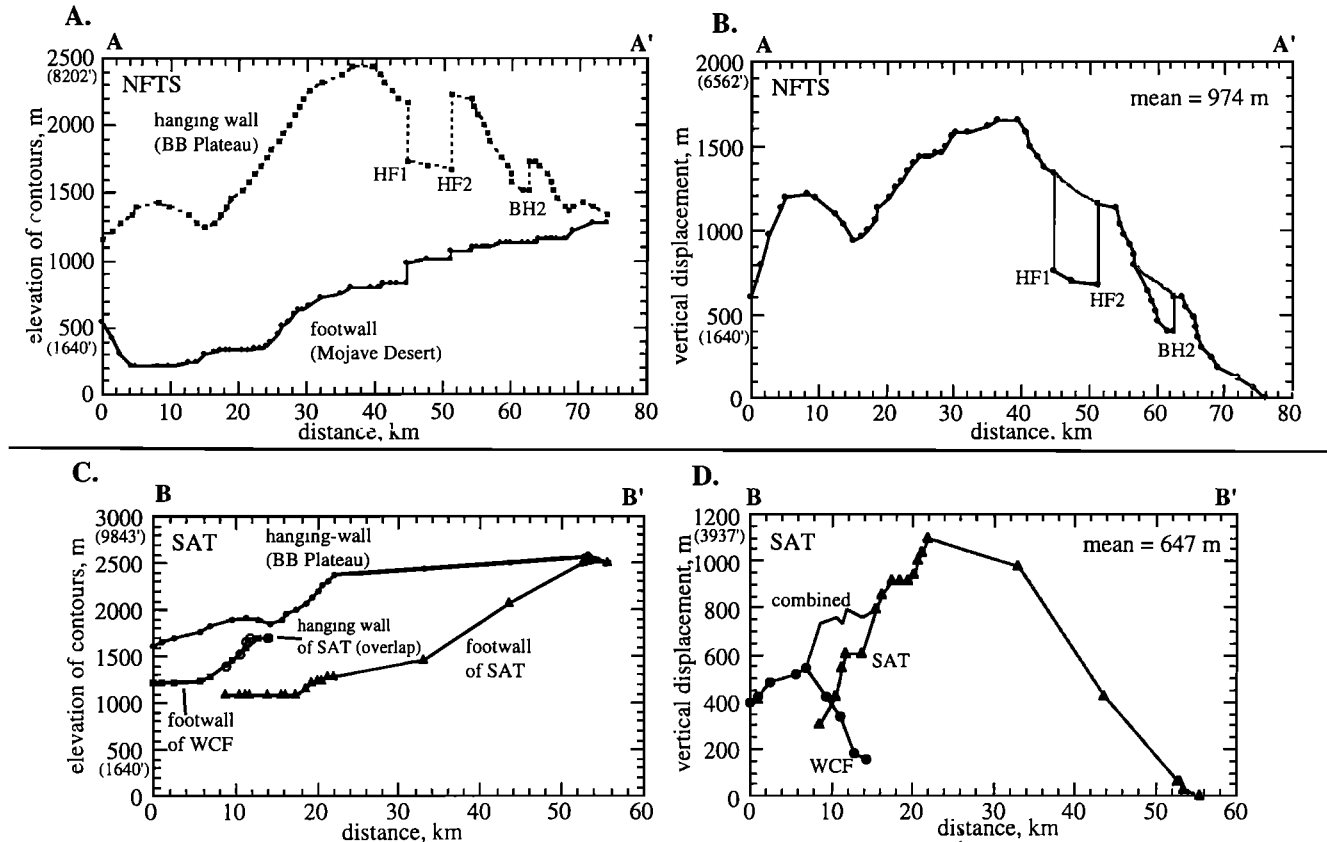 A.
A A'
2500
(8202')
2000
1500
1000
500
(1640')
0
elevation of contours, m
NFTS
hanging wall
(BB Plateau)
HF1
HF2
BH2
footwall
(Mojave Desert)
0 10 20 30 40 50 60 70 80
distance, km
B.
A A'
2000
(6562')
1500
1000
500
(1640')
0
vertical displacement, m
NFTS
mean = 974 m
HF1
HF2
BH2
0 10 20 30 40 50 60 70 80
distance, km
C.
B B'
3000
(9843')
2500
2000
1500
1000
500
(1640')
0
elevation of contours, m
SAT
hanging-wall
(BB Plateau)
hanging wall
of SAT (overlap)
footwall
of SAT
footwall
of WCF
0 10 20 30 40 50 60
distance, km
D.
B B'
1200
(3937')
1000
800
600
400
200
0
vertical displacement, m
SAT
mean = 647 m
combined
SAT
WCF
0 10 20 30 40 50 60
distance, km